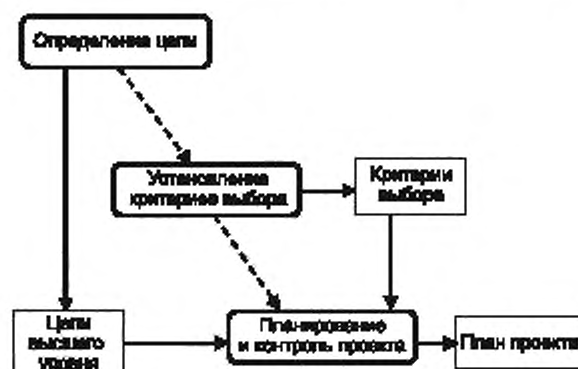 Определение цели
Установление
критериев выбора
Критерии
выбора
Цели
высшего
уровня
Планирование
и контроль проекта
План проекта